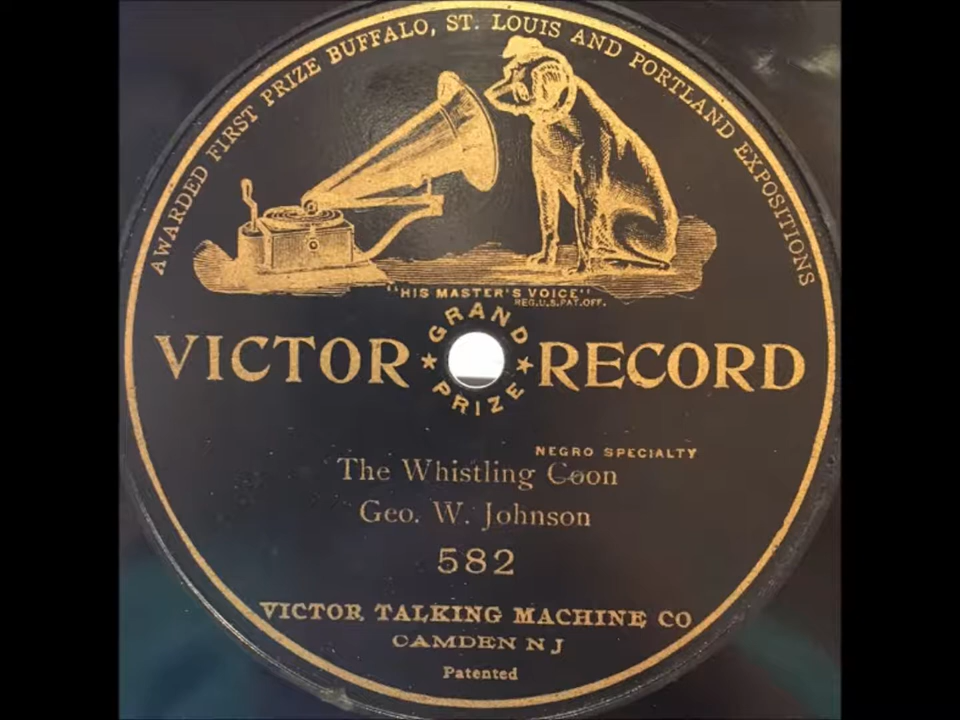 AWARDED FIRST PRIZE BUFFALO, ST. LOUIS AND PORTLAND EXPOSITIONS
"HIS MASTER'S VOICE"
REG.U.S.PAT.OFF.
GRAND PRIZE
VICTOR RECORD
NEGRO SPECIALTY
The Whistling Coon
Geo. W. Johnson
582
VICTOR TALKING MACHINE CO
CAMDEN N J
Patented